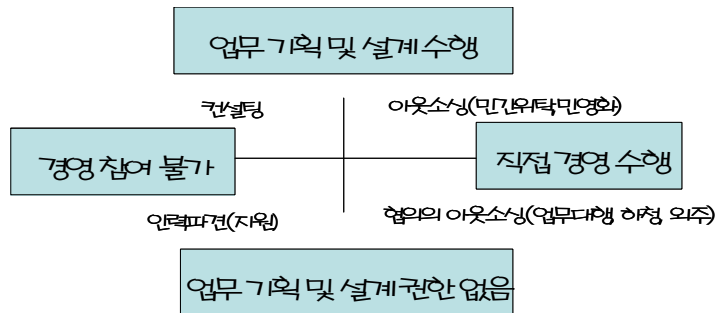 업무 기획 및 설계 수행
컨설팅
아웃소싱(민간위탁,민영화)
경영 참여 불가
직접 경영 수행
인력파견(자원)
협의의 아웃소싱(업무대행, 하청, 외주)
업무 기획 및 설계 권한 없음